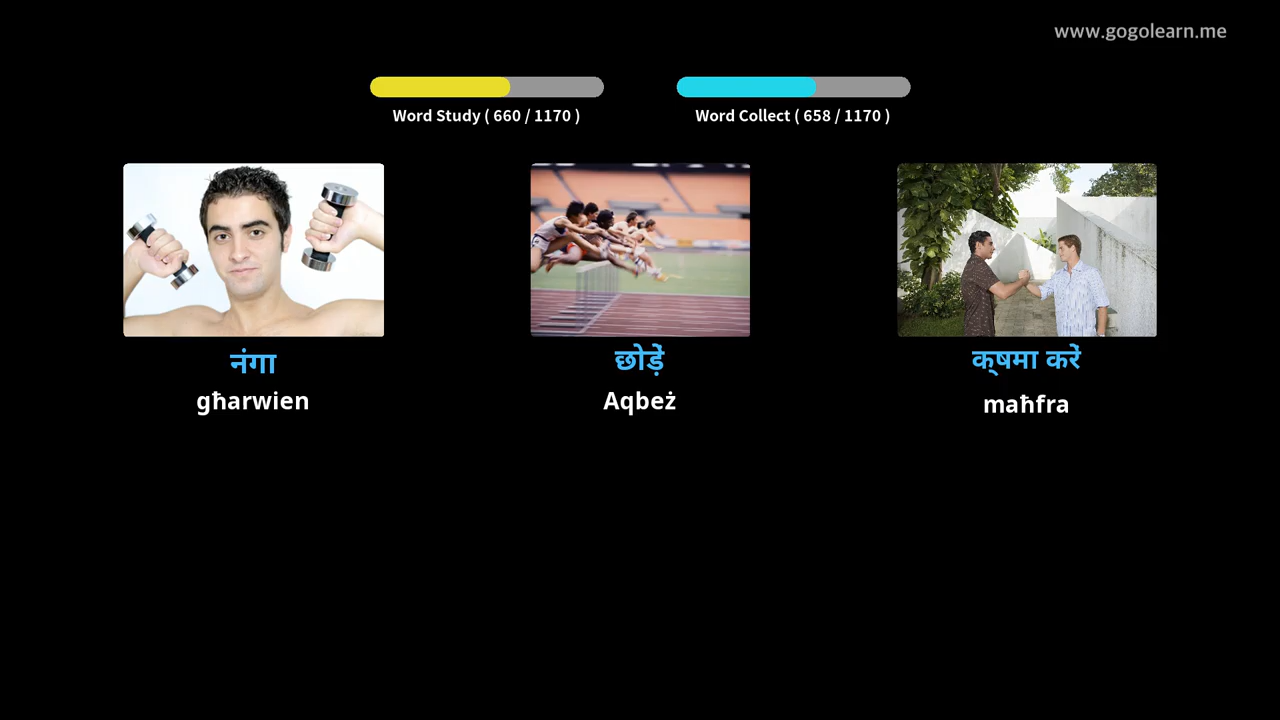 www.gogolearn.me
Word Study ( 660 / 1170 )
Word Collect ( 658 / 1170 )
नंगा
छोड़ें
क्षमा करें
għarwien
Aqbeż
maħfra